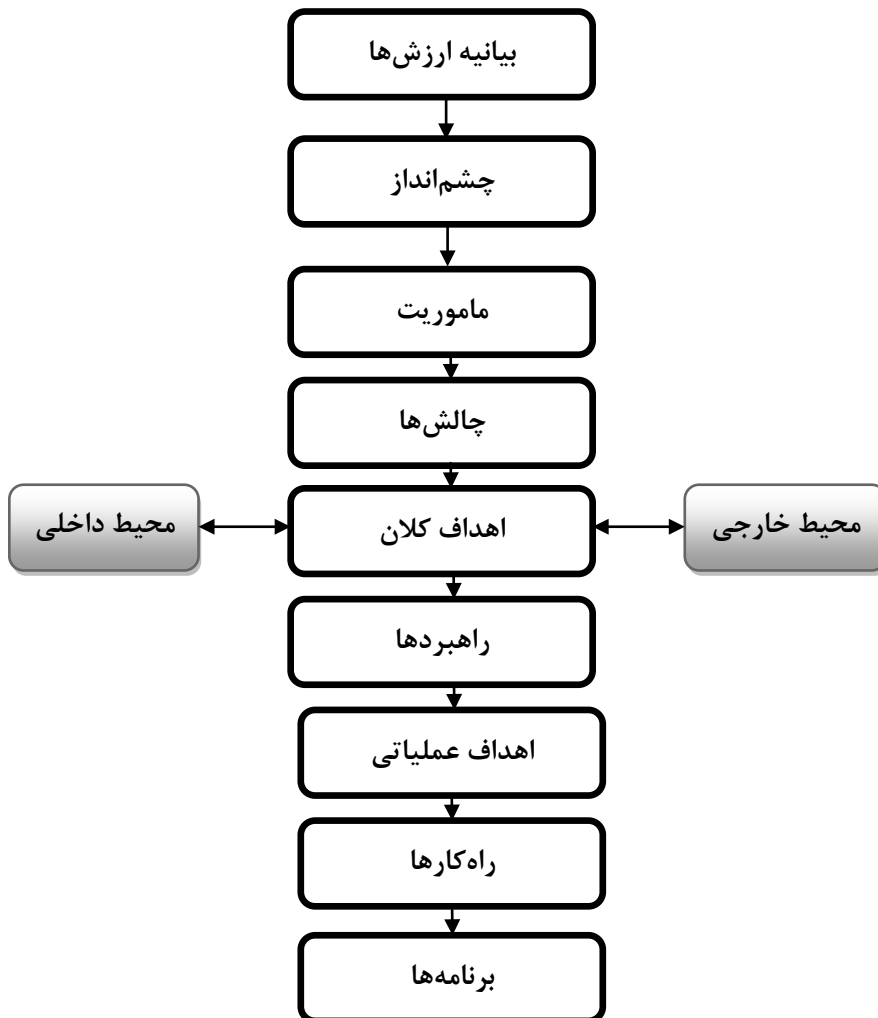 بیانیه ارزش‌ها
چشم‌انداز
ماموریت
چالش‌ها
محیط خارجی
اهداف کلان
محیط داخلی
راهبردها
اهداف عملیاتی
راه‌کارها
برنامه‌ها